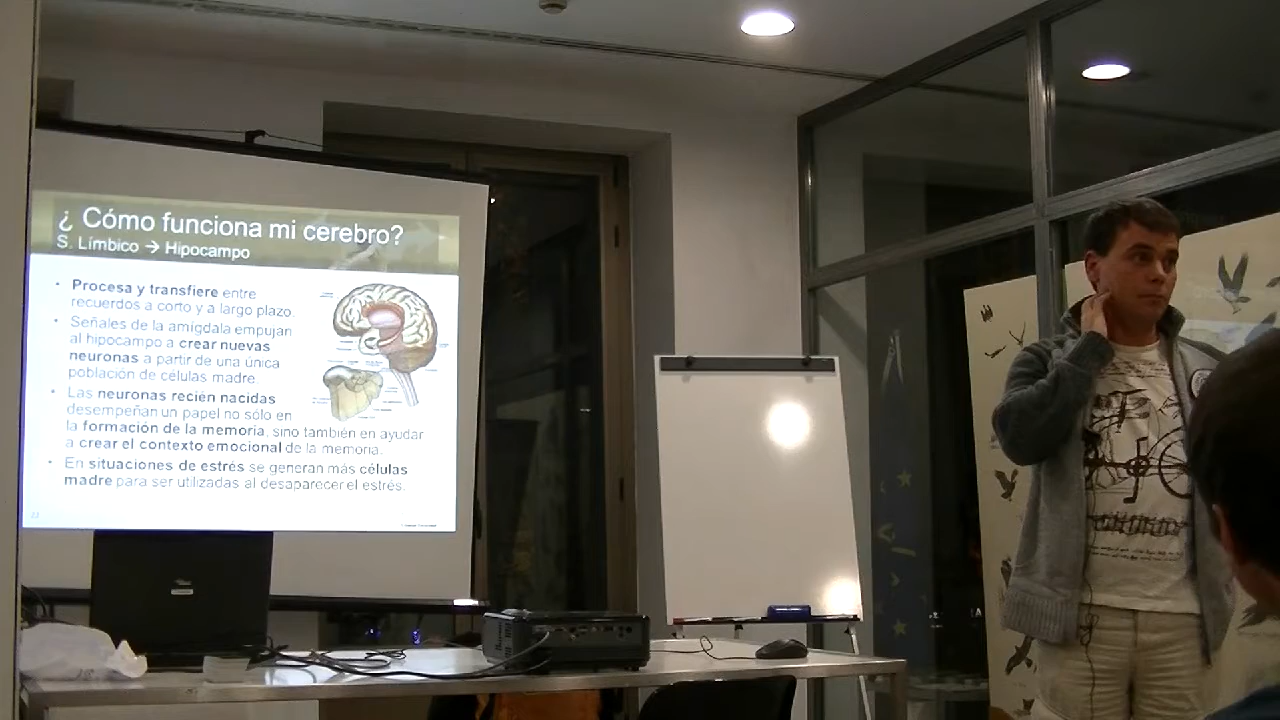 ¿ Cómo funciona mi cerebro?
S. Límbico → Hipocampo
• Procesa y transfiere entre
recuerdos a corto y a largo plazo.
• Señales de la amígdala empujan
al hipocampo a crear nuevas
neuronas a partir de una única
población de células madre.
• Las neuronas recién nacidas
desempeñan un papel no sólo en
la formación de la memoria, sino también en ayudar
a crear el contexto emocional de la memoria.
• En situaciones de estrés se generan más células
madre para ser utilizadas al desaparecer el estrés.